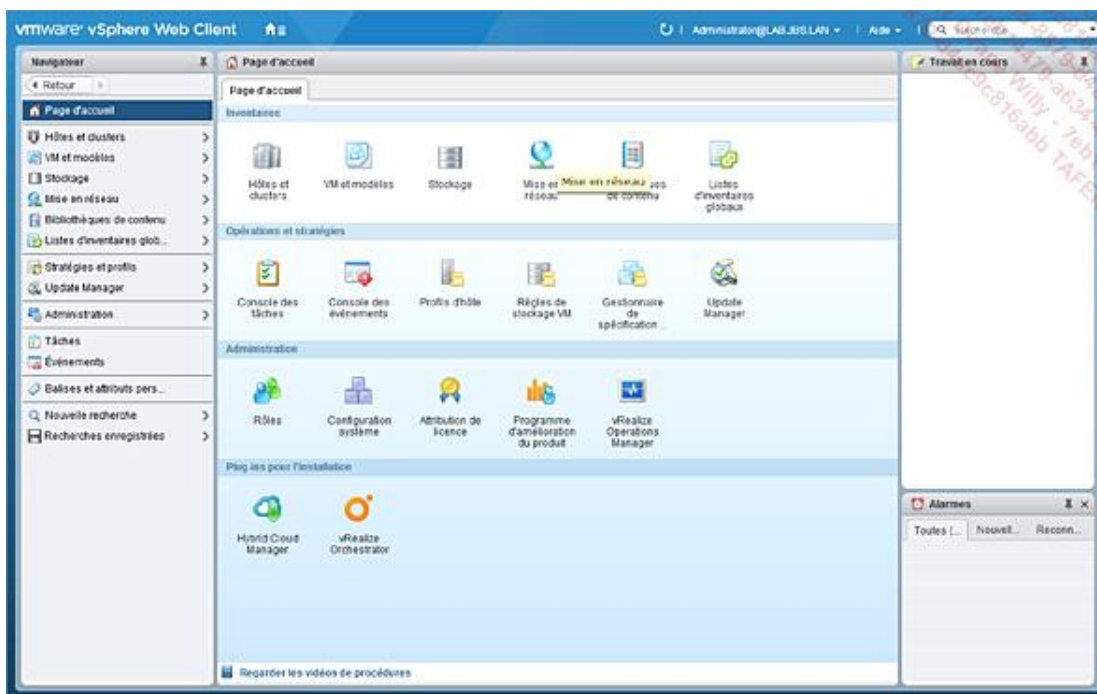 vmware® vSphere Web Client
Administrator@LAB.JBS.LAN
Aide
Navigateur
Retour
Page d'accueil
Hôtes et clusters
VM et modèles
Stockage
Mise en réseau
Bibliothèques de contenu
Listes d'inventaires glob...
Stratégies et profils
Update Manager
Administration
Tâches
Événements
Balises et attributs pers...
Nouvelle recherche
Recherches enregistrées
Page d'accueil
Page d'accueil
Inventaires
Hôtes et
clusters
VM et modèles
Stockage
Mise
réseau
Mise en réseau
de contenu
Listes
d'inventaires
globaux
Opérations et stratégies
Console des
tâches
Console des
événements
Profils d'hôte
Règles de
stockage VM
Gestionnaire
de
spécification ...
Update
Manager
Administration
Rôles
Configuration
système
Attribution de
licence
Programme
d'amélioration
du produit
vRealize
Operations
Manager
Plug-ins pour l'installation
Hybrid Cloud
Manager
vRealize
Orchestrator
Regarder les vidéos de procédures
Travail en cours
Alarmes
Toutes (...
Nouvell...
Reconn...